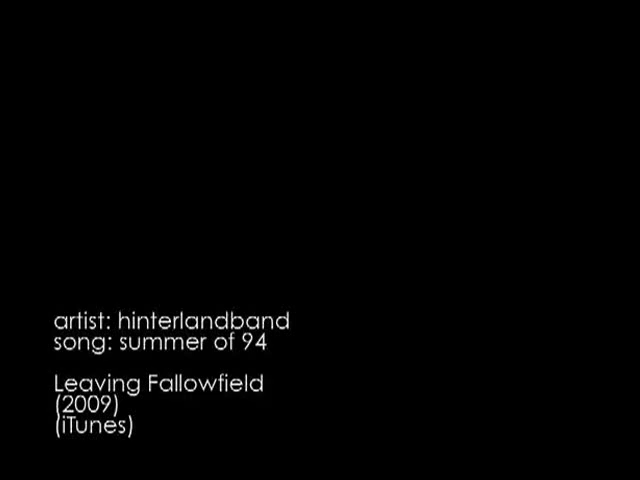 artist: hinterlandband
song: summer of 94
Leaving Fallowfield
(2009)
(iTunes)